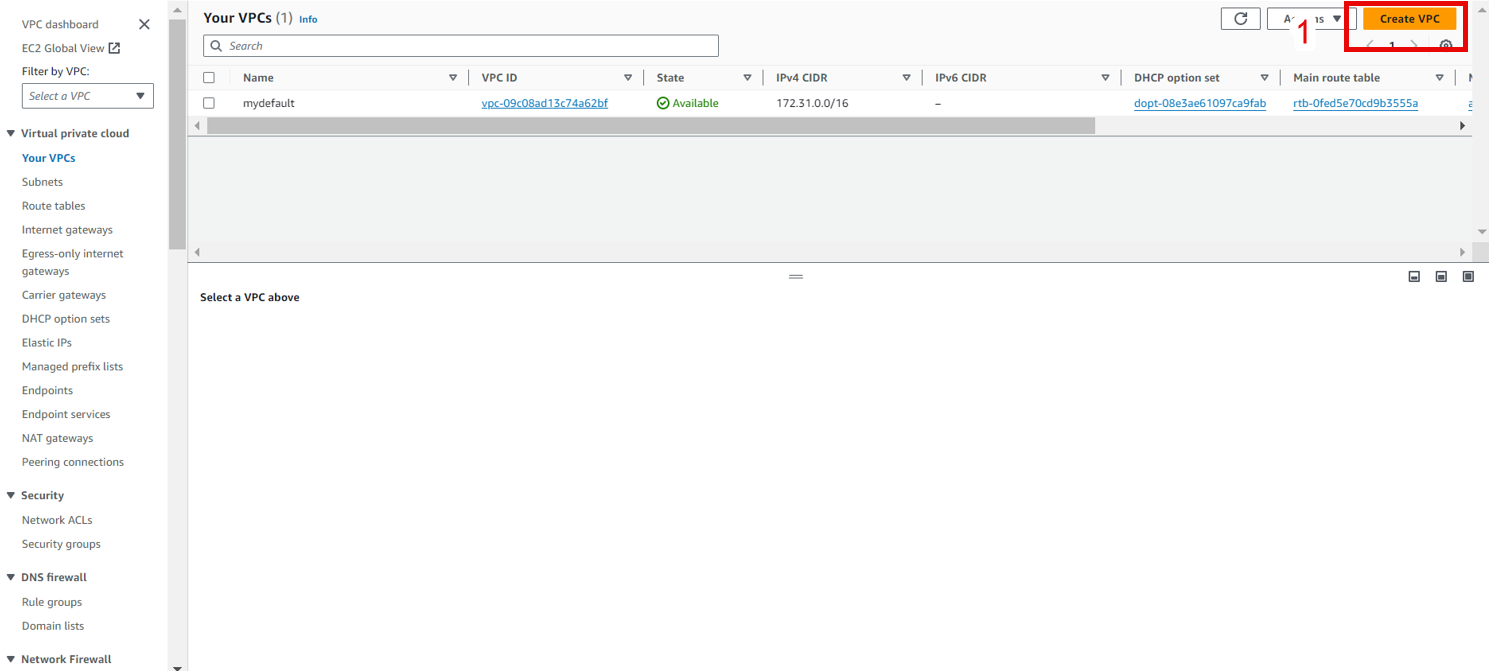 VPC dashboard
EC2 Global View
Filter by VPC:
Select a VPC
Virtual private cloud
Your VPCs
Subnets
Route tables
Internet gateways
Egress-only internet
gateways
Carrier gateways
DHCP option sets
Elastic IPs
Managed prefix lists
Endpoints
Endpoint services
NAT gateways
Peering connections
Security
Network ACLs
Security groups
DNS firewall
Rule groups
Domain lists
Network Firewall
Your VPCs (1) Info
1
Create VPC
Search
1
Name VPC ID State IPv4 CIDR IPv6 CIDR DHCP option set Main route table
mydefault vpc-09c08ad13c74a62bf Available 172.31.0.0/16 – dopt-08e3ae61097ca9fab rtb-0fed5e70cd9b3555a
Select a VPC above